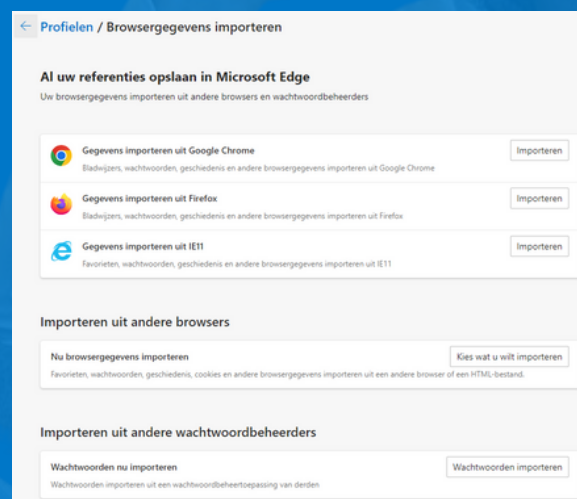 ← Profielen / Browsergegevens importeren
Al uw referenties opslaan in Microsoft Edge
Uw browsergegevens importeren uit andere browsers en wachtwoordbeheerders
Gegevens importeren uit Google Chrome
Importeren
Bladwijzers, wachtwoorden, geschiedenis en andere browsergegevens importeren uit Google Chrome
Gegevens importeren uit Firefox
Importeren
Bladwijzers, wachtwoorden, geschiedenis en andere browsergegevens importeren uit Firefox
Gegevens importeren uit IE11
Importeren
Favorieten, wachtwoorden, geschiedenis en andere browsergegevens importeren uit IE11
Importeren uit andere browsers
Nu browsergegevens importeren
Kies wat u wilt importeren
Favorieten, wachtwoorden, geschiedenis, cookies en andere browsergegevens importeren uit een andere browser of een HTML-bestand.
Importeren uit andere wachtwoordbeheerders
Wachtwoorden nu importeren
Wachtwoorden importeren
Wachtwoorden importeren uit een wachtwoordbeheertoepassing van derden